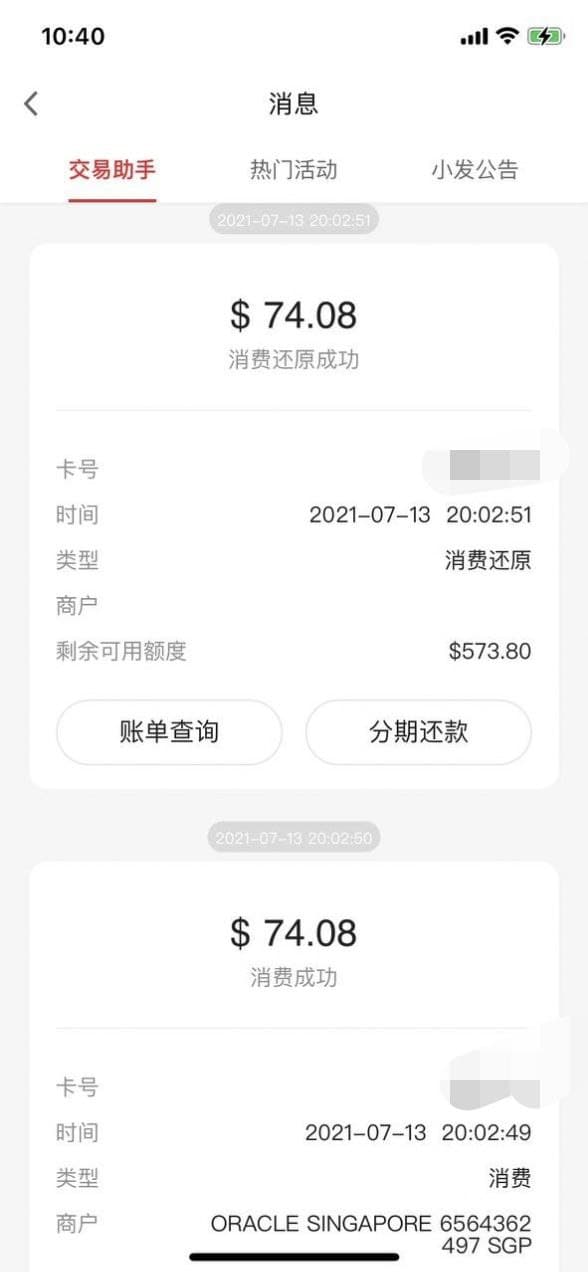 10:40
消息
交易助手 热门活动 小发公告
2021-07-13 20:02:51
$ 74.08
消费还原成功
卡号
时间 2021-07-13 20:02:51
类型 消费还原
商户
剩余可用额度 $573.80
账单查询 分期还款
2021-07-13 20:02:50
$ 74.08
消费成功
卡号
时间 2021-07-13 20:02:49
类型 消费
商户 ORACLE SINGAPORE 6564362
497 SGP